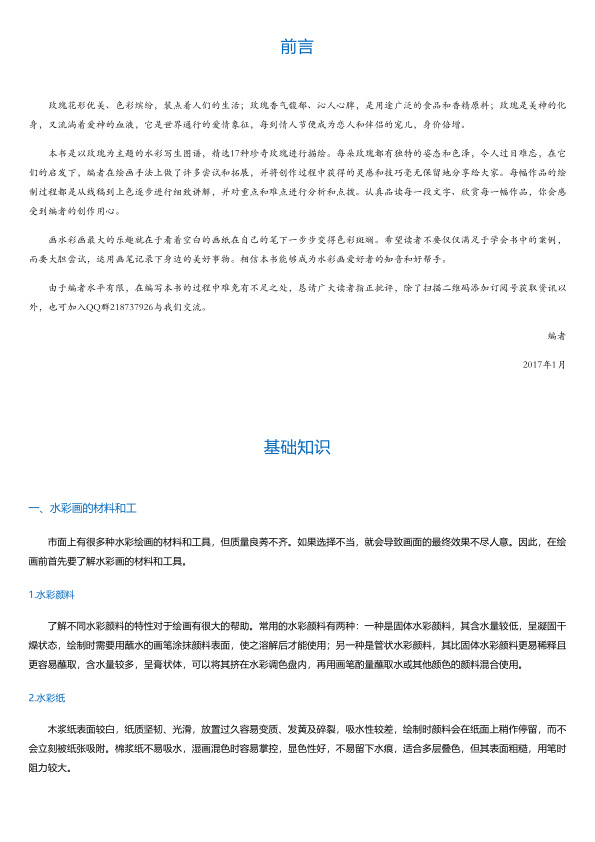 前言
玫瑰花形优美、色彩缤纷，装点着人们的生活；玫瑰香气馥郁、沁人心脾，是用途广泛的食品和香精原料；玫瑰是美神的化
身，又流淌着爱神的血液，它是世界通行的爱情象征，每到情人节便成为恋人和伴侣的宠儿，身价倍增。
本书是以玫瑰为主题的水彩写生图谱，精选17种珍奇玫瑰进行描绘。每朵玫瑰都有独特的姿态和色泽，令人过目难忘，在它
们的启发下，编者在绘画手法上做了许多尝试和拓展，并将创作过程中获得的灵感和技巧毫无保留地分享给大家。每幅作品的绘
制过程都是从线稿到上色逐步进行细致讲解，并对重点和难点进行分析和点拨。认真品读每一段文字、欣赏每一幅作品，你会感
受到编者的创作用心。
画水彩画最大的乐趣就在于看着空白的画纸在自己的笔下一步步变得色彩斑斓。希望读者不要仅仅满足于学会书中的案例，
而要大胆尝试，运用画笔记录下身边的美好事物。相信本书能够成为水彩画爱好者的知音和好帮手。
由于编者水平有限，在编写本书的过程中难免有不足之处，恳请广大读者指正批评，除了扫描二维码添加订阅号获取资讯以
外，也可加入QQ群218737926与我们交流。
编者
2017年1月
基础知识
一、水彩画的材料和工
市面上有很多种水彩绘画的材料和工具，但质量良莠不齐。如果选择不当，就会导致画面的最终效果不尽人意。因此，在绘
画前首先要了解水彩画的材料和工具。
1.水彩颜料
了解不同水彩颜料的特性对于绘画有很大的帮助。常用的水彩颜料有两种：一种是固体水彩颜料，其含水量较低，呈凝固干
燥状态，绘制时需要用蘸水的画笔涂抹颜料表面，使之溶解后才能使用；另一种是管状水彩颜料，其比固体水彩颜料更易稀释且
更容易蘸取，含水量较多，呈膏状体，可以将其挤在水彩调色盘内，再用画笔酌量蘸取水或其他颜色的颜料混合使用。
2.水彩纸
木浆纸表面较白，纸质坚韧、光滑，放置过久容易变质、发黄及碎裂，吸水性较差，绘制时颜料会在纸面上稍作停留，而不
会立刻被纸张吸附。棉浆纸不易吸水，湿画混色时容易掌控，显色性好，不易留下水痕，适合多层叠色，但其表面粗糙，用笔时
阻力较大。